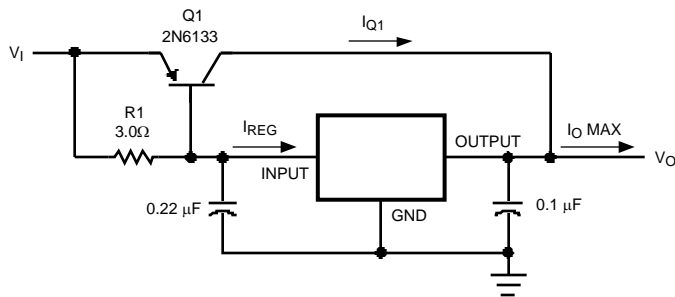 Q1
2N6133
I_Q1
V_I
R1
3.0Ω
I_REG
INPUT
OUTPUT
I_O MAX
V_O
GND
0.22 μF
0.1 μF